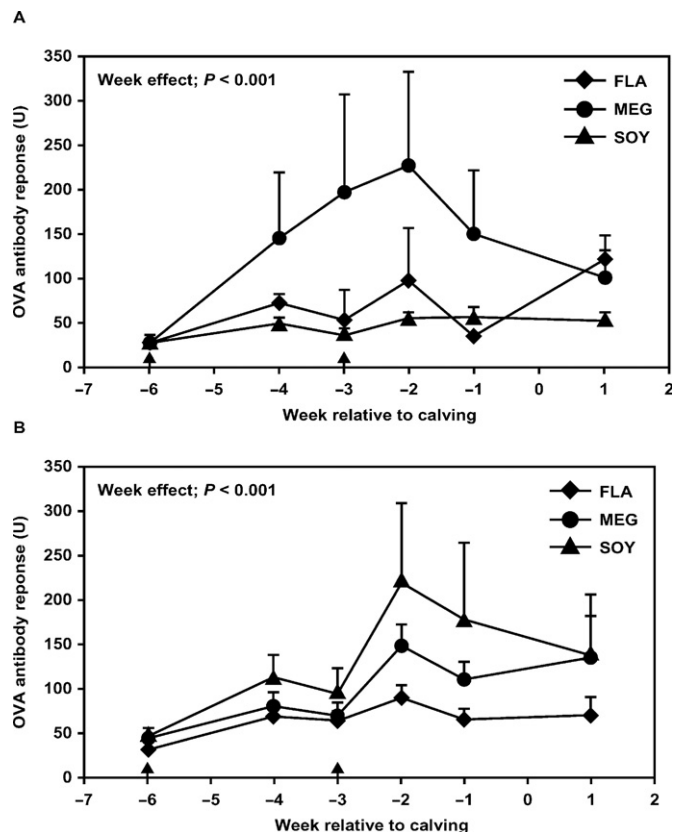 A
350
Week effect; P < 0.001
FLA
300
MEG
SOY
250
200
150
100
50
0
–7 –6 –5 –4 –3 –2 –1 0 1 2
OVA antibody reponse (U)
Week relative to calving
B
350
Week effect; P < 0.001
FLA
300
MEG
SOY
250
200
150
100
50
0
–7 –6 –5 –4 –3 –2 –1 0 1 2
OVA antibody reponse (U)
Week relative to calving